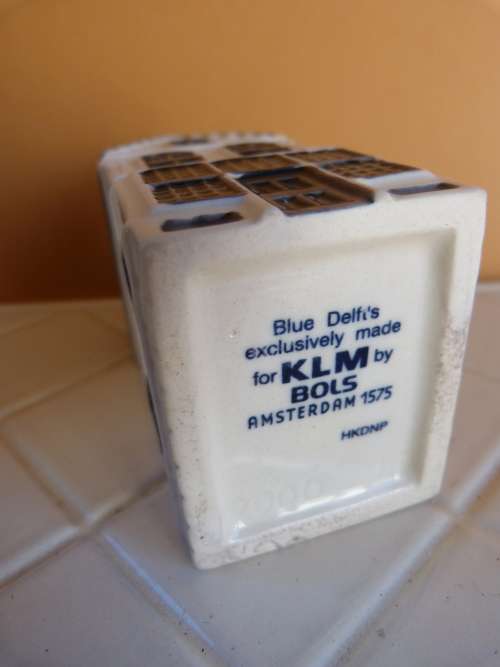 Blue Delft's
exclusively made
for KLM by
BOLS
AMSTERDAM 1575
HKDNP